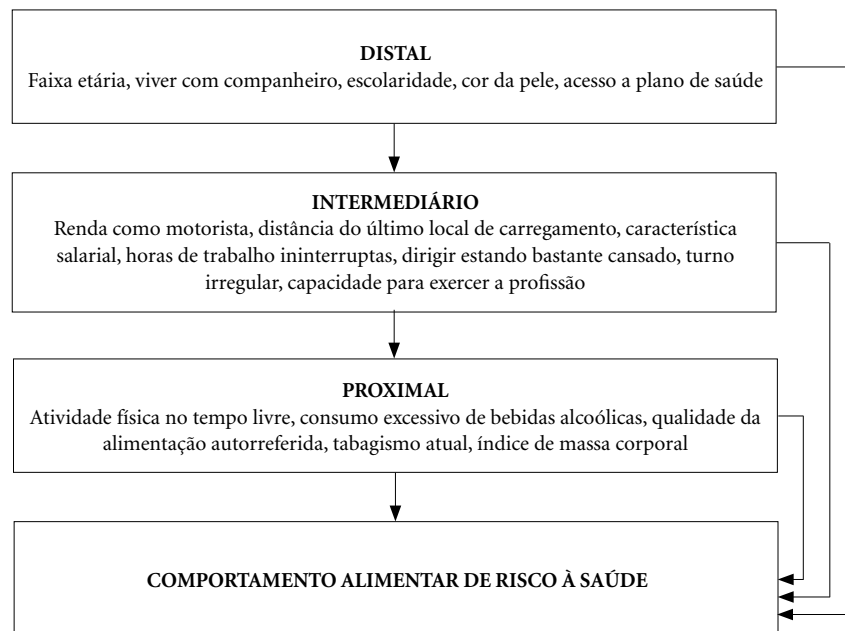 DISTAL
Faixa etária, viver com companheiro, escolaridade, cor da pele, acesso a plano de saúde
INTERMEDIÁRIO
Renda como motorista, distância do último local de carregamento, característica
salarial, horas de trabalho ininterruptas, dirigir estando bastante cansado, turno
irregular, capacidade para exercer a profissão
PROXIMAL
Atividade física no tempo livre, consumo excessivo de bebidas alcoólicas, qualidade da
alimentação autorreferida, tabagismo atual, índice de massa corporal
COMPORTAMENTO ALIMENTAR DE RISCO À SAÚDE